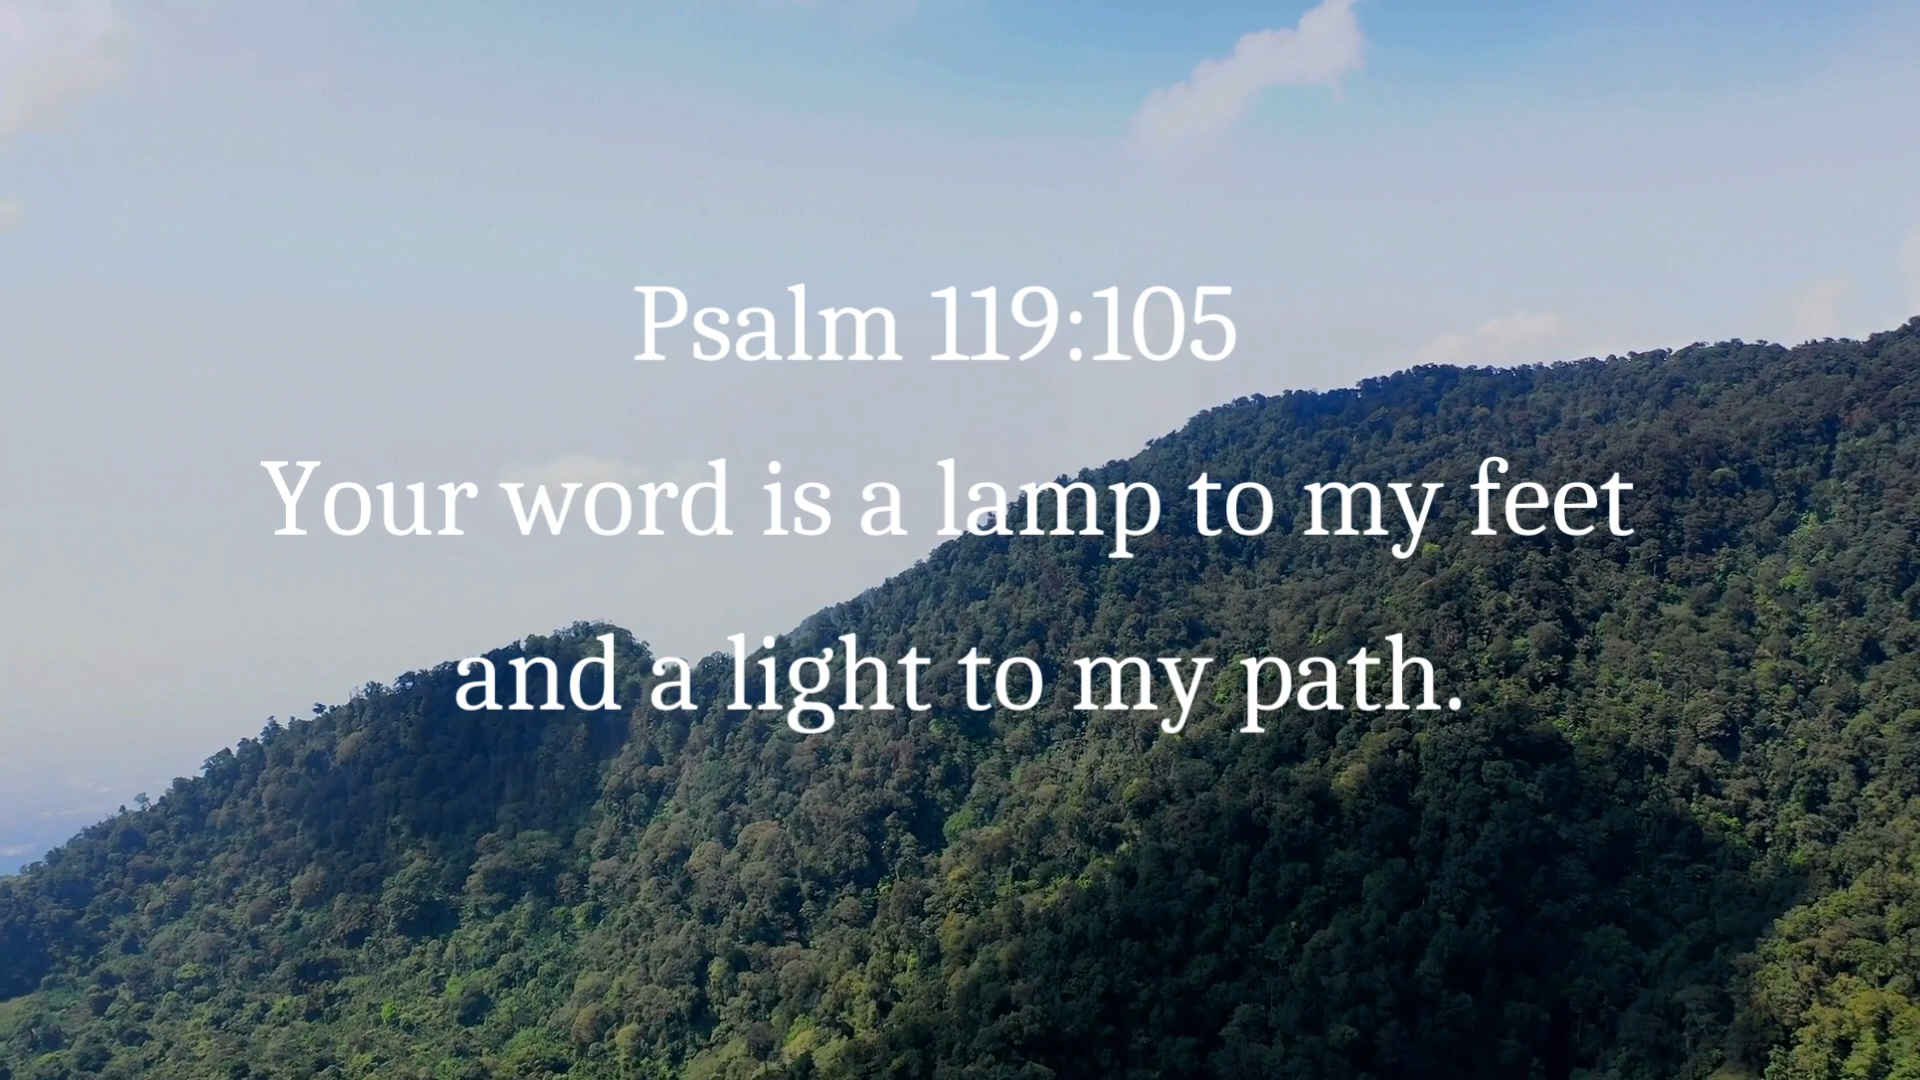 Psalm 119:105
Your word is a lamp to my feet
and a light to my path.